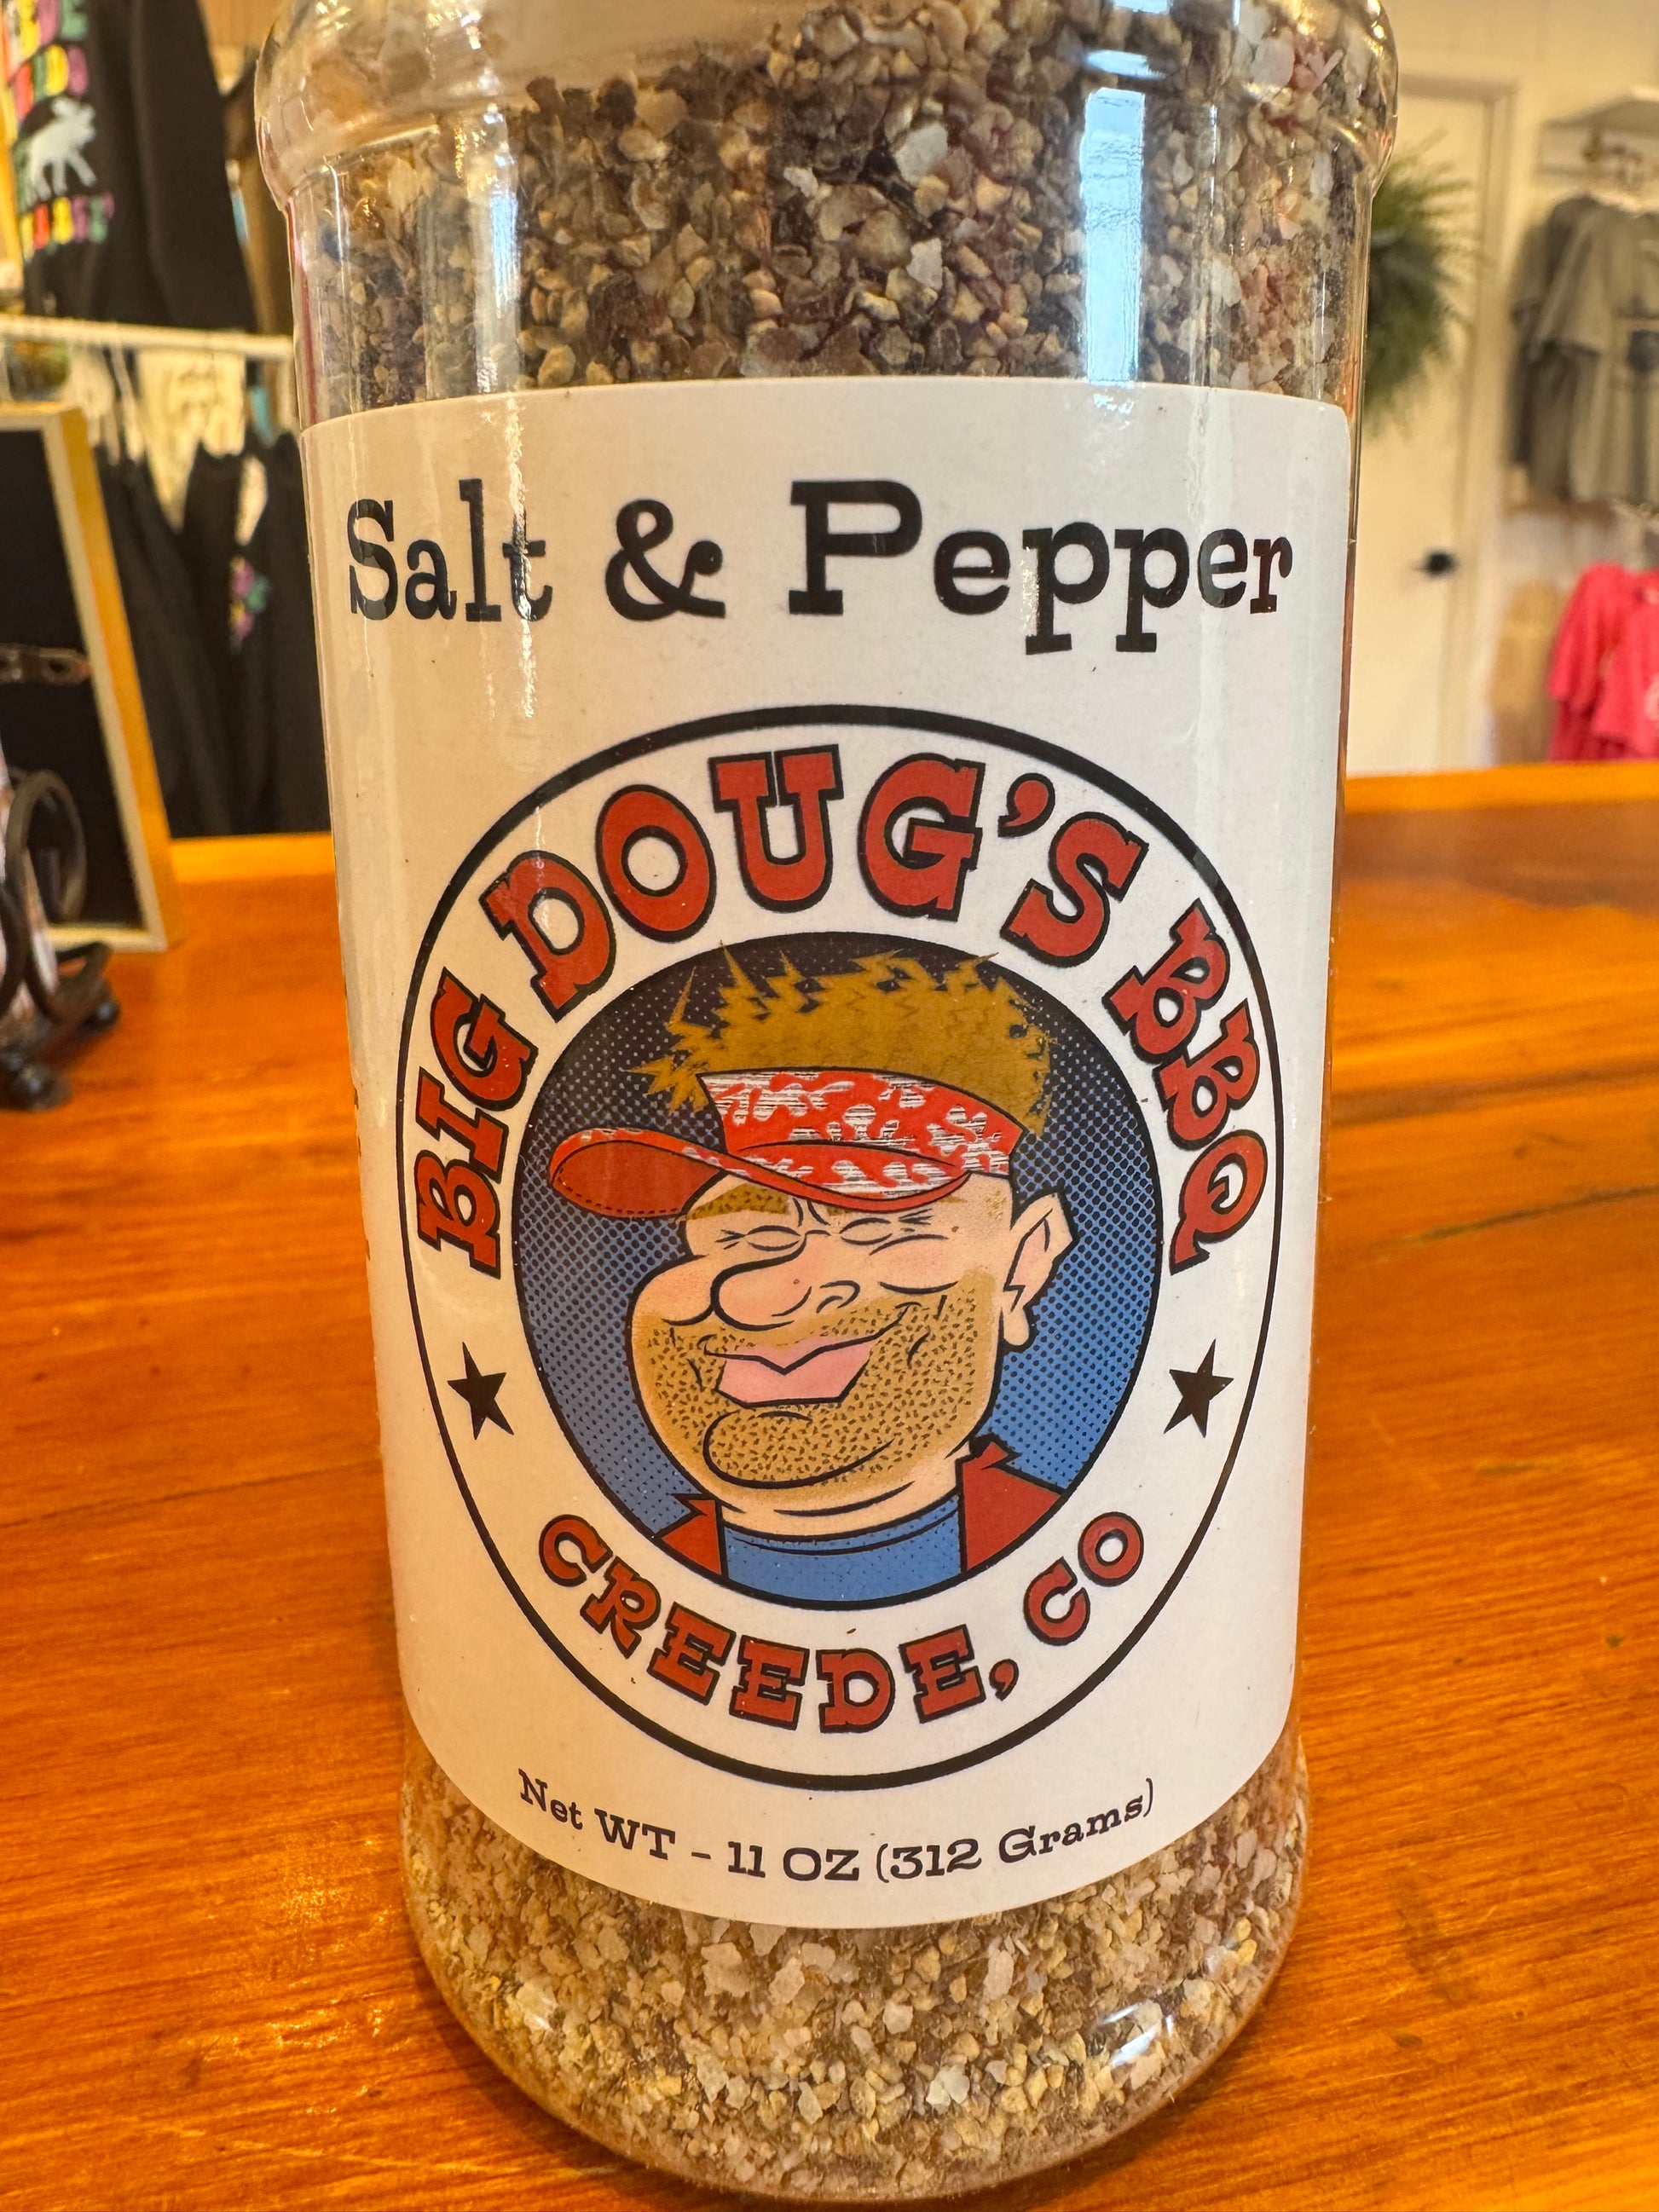 Salt & Pepper
BIG DOUG'S BBQ
CREEDE, CO
Net WT - 11 OZ (312 Grams)